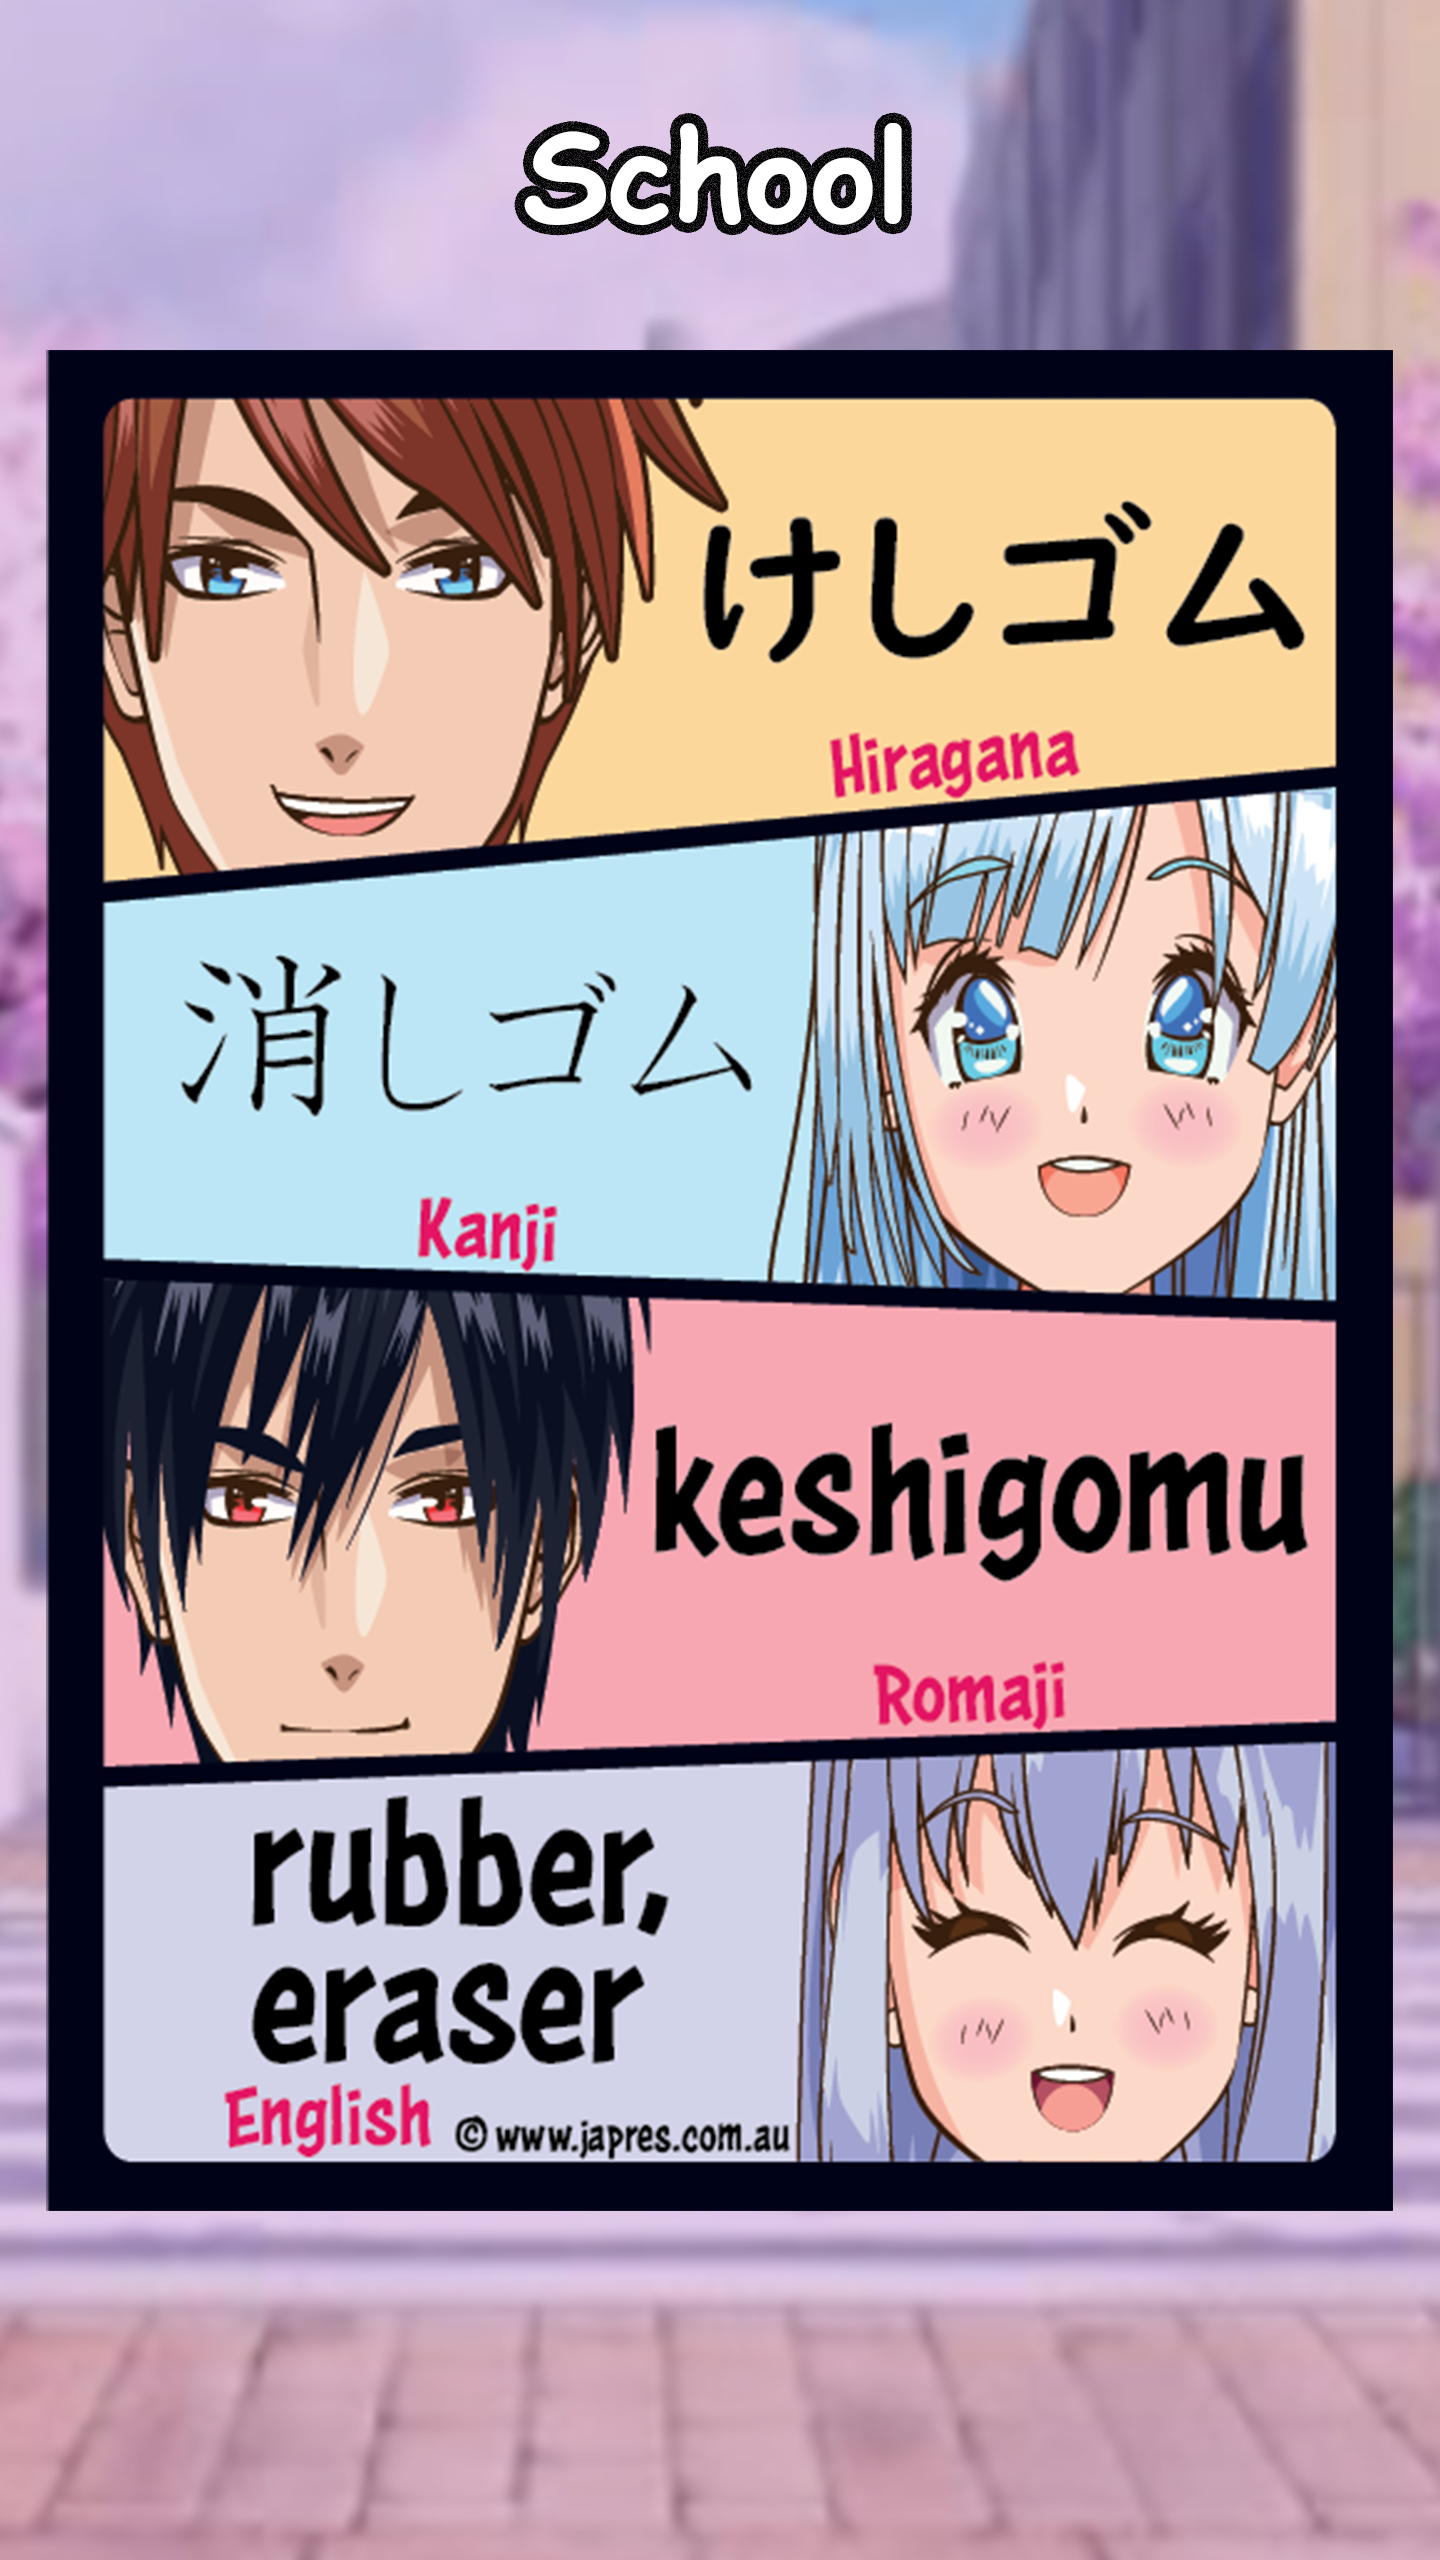 School
けしゴム
Hiragana
消しゴム
Kanji
keshigomu
Romaji
rubber,
eraser
English
© www.japres.com.au